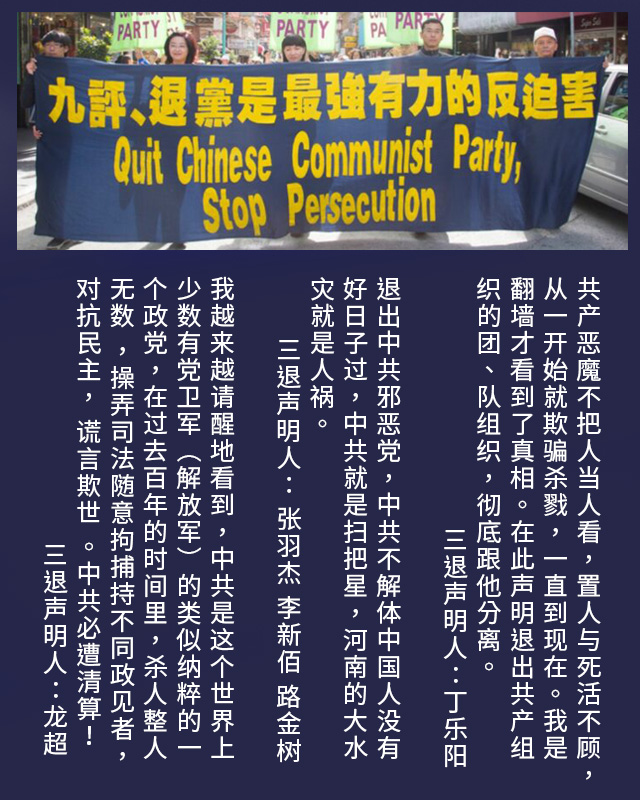 COMMUNIST
PARTY
COMMUNIST
PARTY
PA
九評、退黨是最強有力的反迫害
Quit Chinese Communist Party,
Stop Persecution
共产恶魔不把人当人看，置人与死活不顾，
从一开始就欺骗杀戮，一直到现在。我是
翻墙才看到了真相。在此声明退出共产组
织的团、队组织，彻底跟他分离。
三退声明人：丁乐阳
退出中共邪恶党，中共不解体中国人没有
好日子过，中共就是扫把星，河南的大水
灾就是人祸。
三退声明人：张羽杰 李新佰 路金树
我越来越请醒地看到，中共是这个世界上
少数有党卫军（解放军）的类似纳粹的一
个政党，在过去百年的时间里，杀人整人
无数，操弄司法随意拘捕持不同政见者，
对抗民主，谎言欺世。中共必遭清算！
三退声明人：龙超